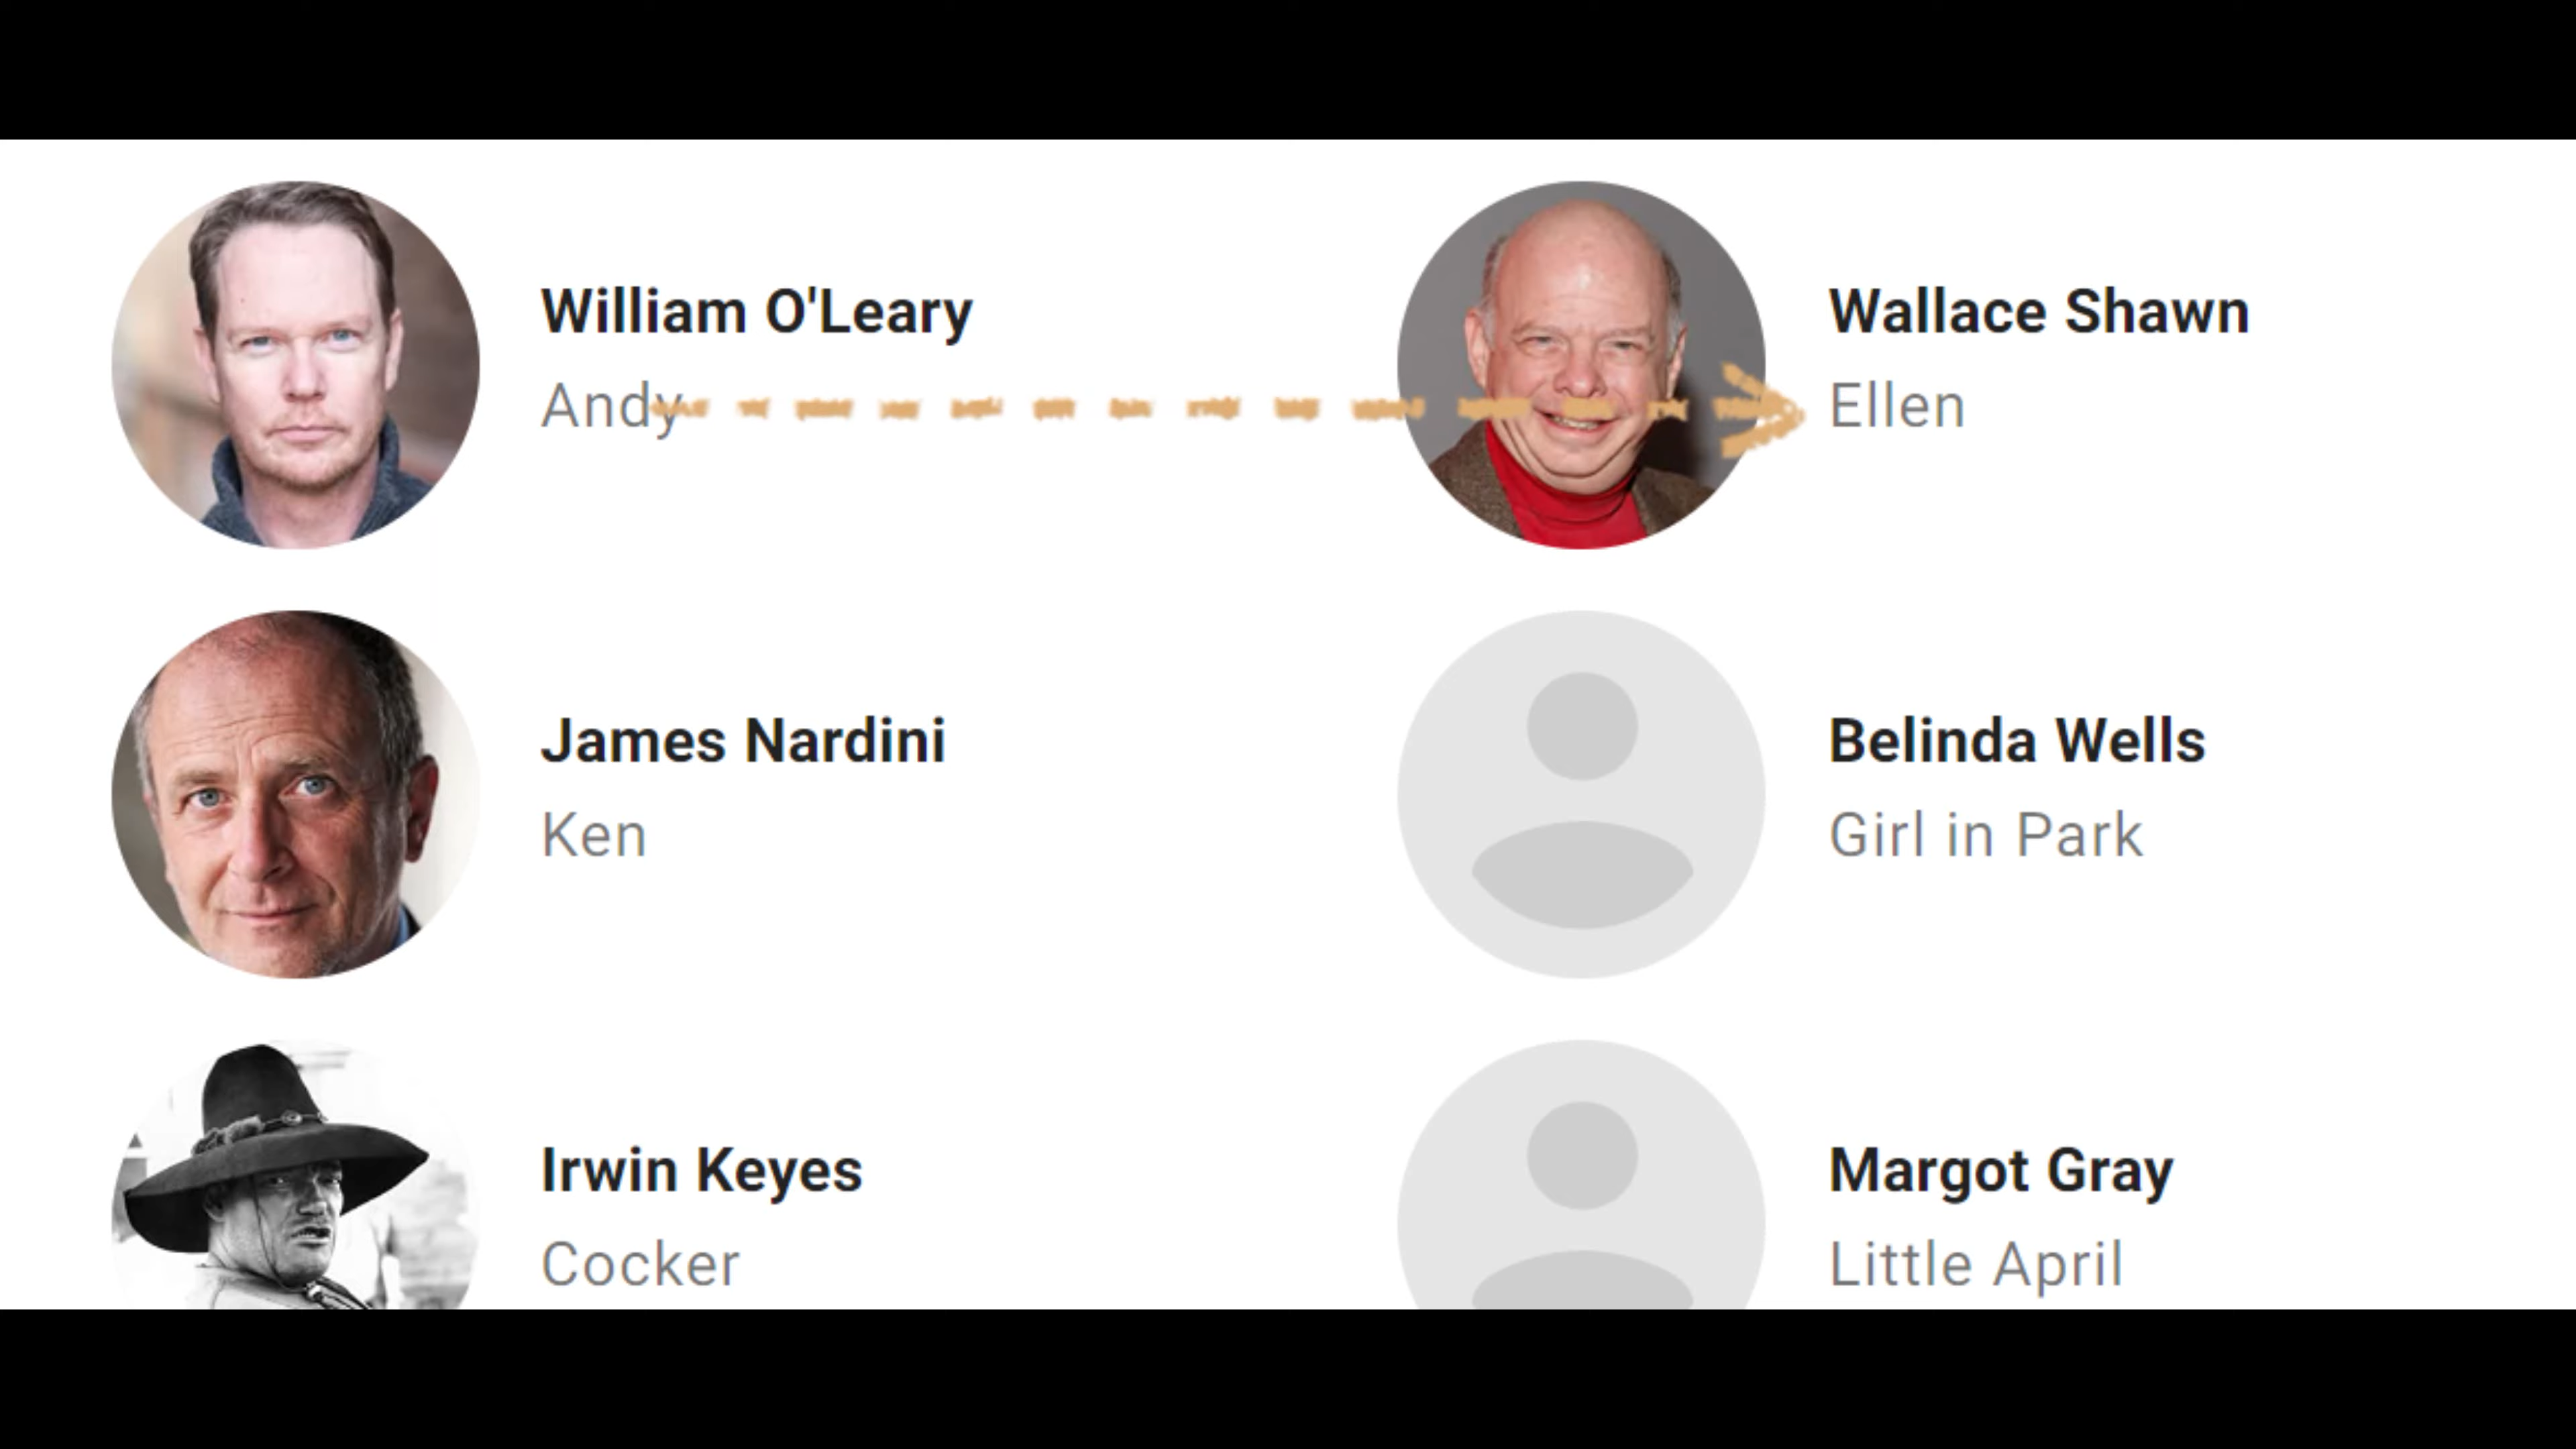 William O'Leary
Andy
Wallace Shawn
Ellen
James Nardini
Ken
Belinda Wells
Girl in Park
Irwin Keyes
Cocker
Margot Gray
Little April